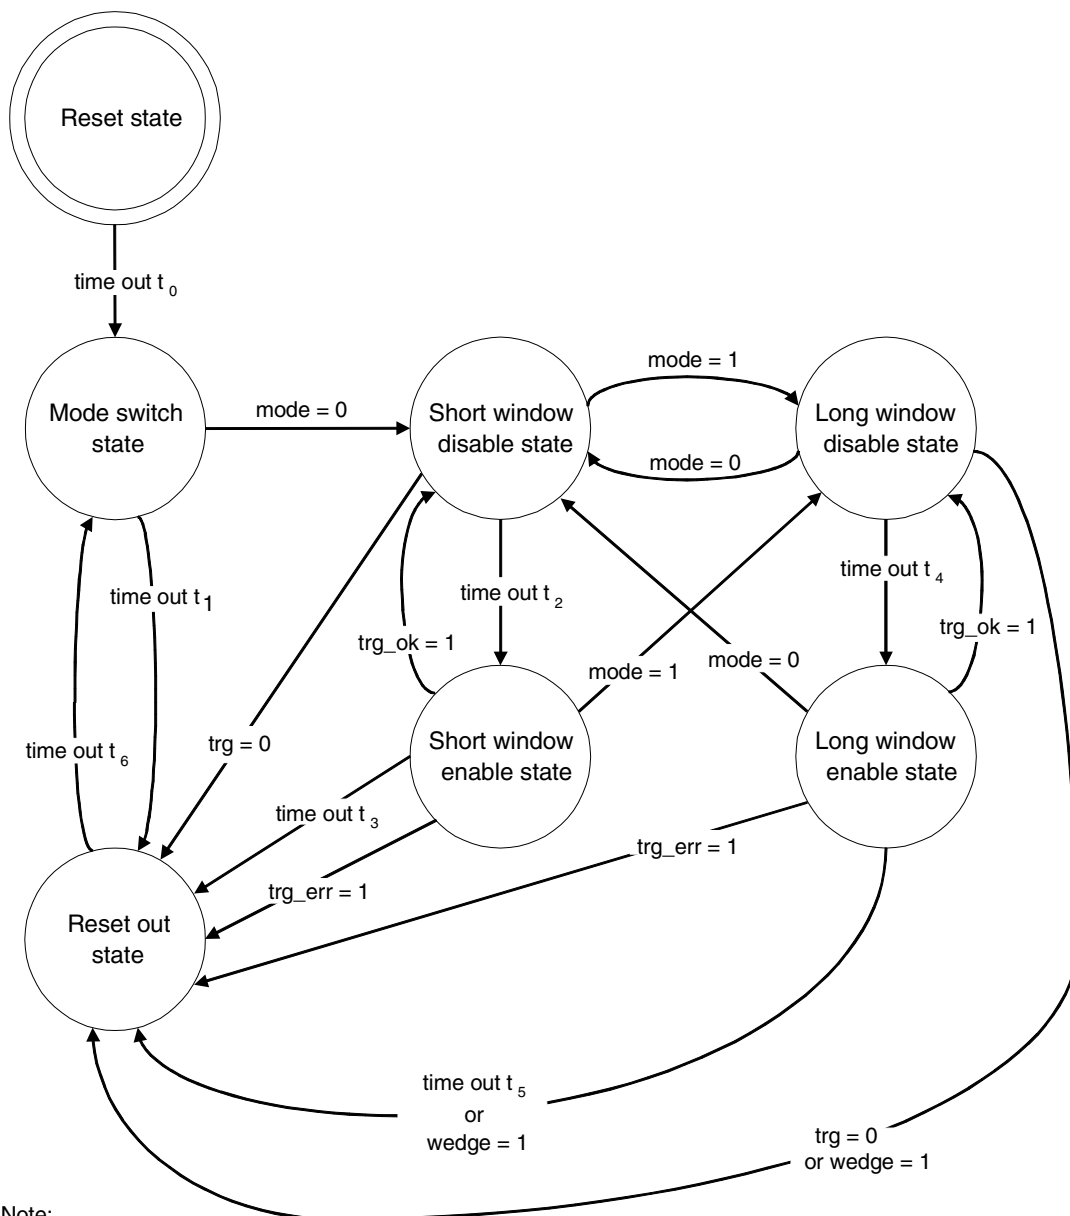 Reset state
time out t 0
mode = 1
Mode switch
state
mode = 0
Short window
disable state
Long window
disable state
mode = 0
time out t 1
time out t 2
time out t 4
trg_ok = 1
trg_ok = 1
mode = 1
mode = 0
time out t 6
trg = 0
Short window
enable state
Long window
enable state
time out t 3
trg_err = 1
trg_err = 1
Reset out
state
time out t 5
or
wedge = 1
trg = 0
or wedge = 1
Note: